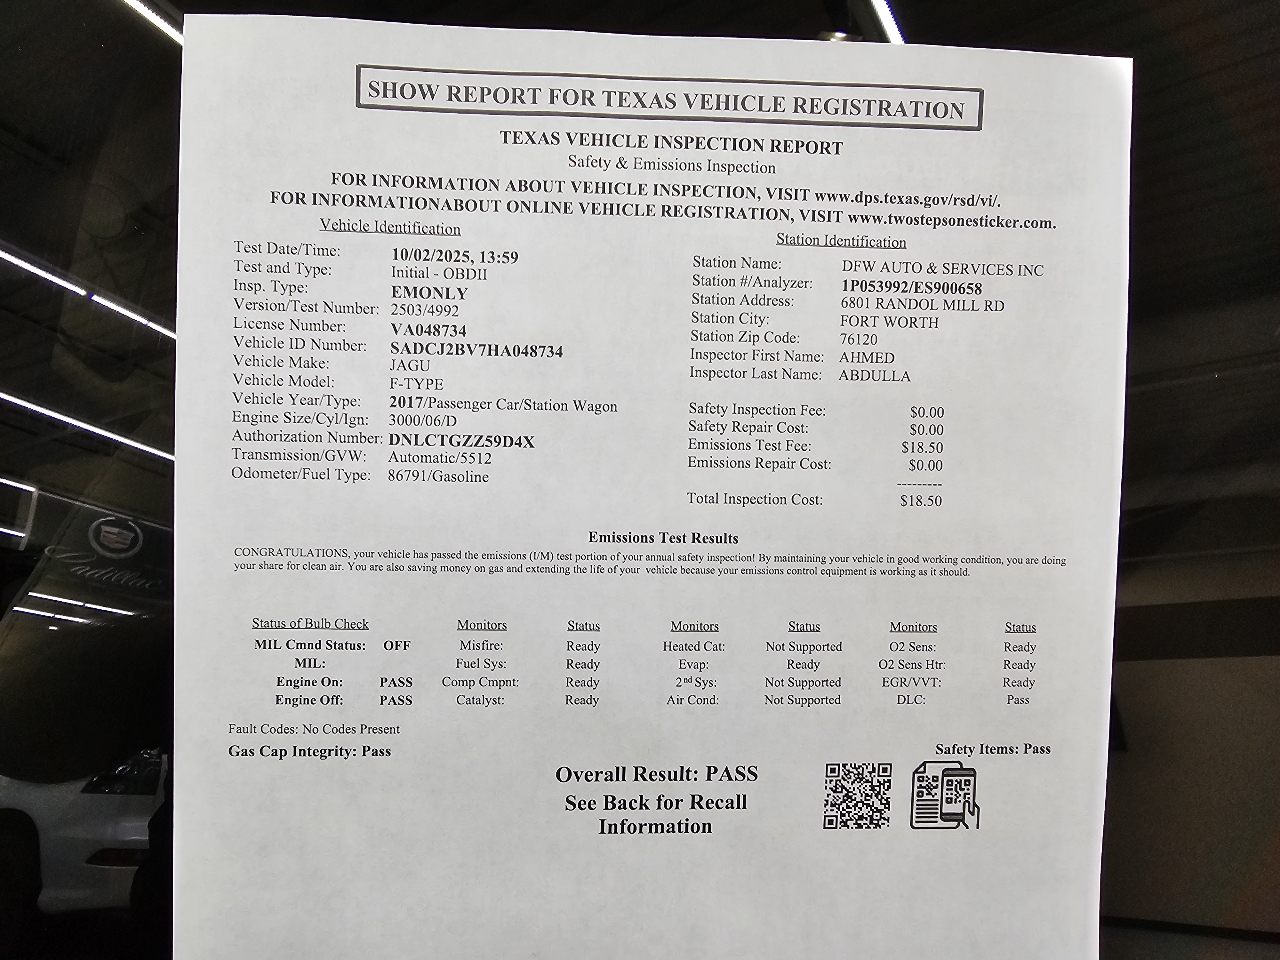 SHOW REPORT FOR TEXAS VEHICLE REGISTRATION
TEXAS VEHICLE INSPECTION REPORT
Safety & Emissions Inspection
FOR INFORMATION ABOUT VEHICLE INSPECTION, VISIT www.dps.texas.gov/rsd/vi/.
FOR INFORMATIONABOUT ONLINE VEHICLE REGISTRATION, VISIT www.twostepsonesticker.com.
Vehicle Identification
Test Date/Time: 10/02/2025, 13:59
Test and Type: Initial - OBDII
Insp. Type: EMONLY
Version/Test Number: 2503/4992
License Number: VA048734
Vehicle ID Number: SADCJ2BV7HA048734
Vehicle Make: JAGU
Vehicle Model: F-TYPE
Vehicle Year/Type: 2017/Passenger Car/Station Wagon
Engine Size/Cyl/Ign: 3000/06/D
Authorization Number: DNLCTGZZ59D4X
Transmission/GVW: Automatic/5512
Odometer/Fuel Type: 86791/Gasoline
Station Identification
Station Name: DFW AUTO & SERVICES INC
Station #/Analyzer: 1P053992/ES900658
Station Address: 6801 RANDOL MILL RD
Station City: FORT WORTH
Station Zip Code: 76120
Inspector First Name: AHMED
Inspector Last Name: ABDULLA
Safety Inspection Fee: $0.00
Safety Repair Cost: $0.00
Emissions Test Fee: $18.50
Emissions Repair Cost: $0.00
---------
Total Inspection Cost: $18.50
Emissions Test Results
CONGRATULATIONS, your vehicle has passed the emissions (I/M) test portion of your annual safety inspection! By maintaining your vehicle in good working condition, you are doing
your share for clean air. You are also saving money on gas and extending the life of your vehicle because your emissions control equipment is working as it should.
Status of Bulb Check Monitors Status Monitors Status Monitors Status
MIL Cmnd Status: OFF Misfire: Ready Heated Cat: Not Supported O2 Sens: Ready
MIL: Fuel Sys: Ready Evap: Ready O2 Sens Htr: Ready
Engine On: PASS Comp Cmpnt: Ready 2nd Sys: Not Supported EGR/VVT: Ready
Engine Off: PASS Catalyst: Ready Air Cond: Not Supported DLC: Pass
Fault Codes: No Codes Present
Gas Cap Integrity: Pass
Safety Items: Pass
Overall Result: PASS
See Back for Recall
Information
Cadillac